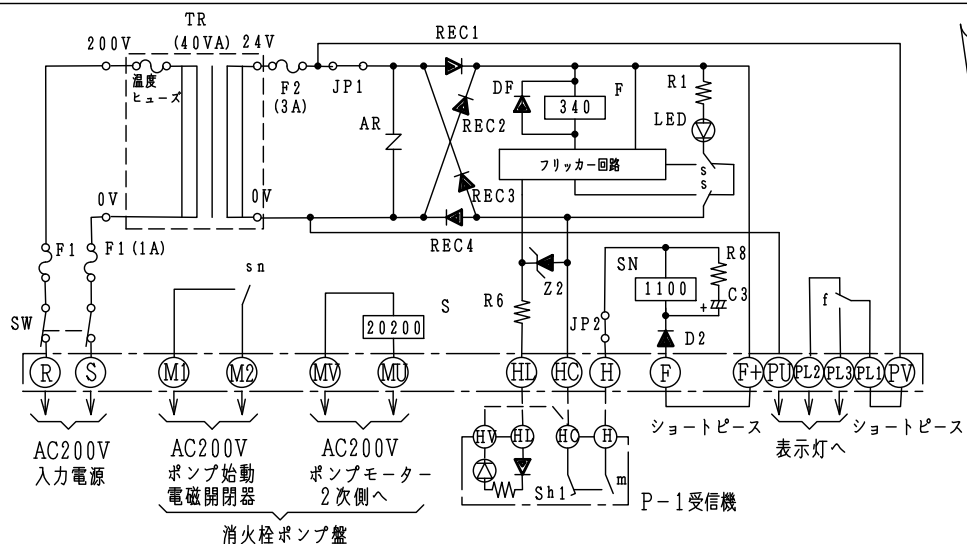 TR
REC1
200V
(40VA)
24V
温度
ヒューズ
F2
(3A)
JP1
AR
DF
340
F
R1
REC2
LED
フリッカー回路
s
s
REC3
0V
0V
REC4
F1
F1(1A)
sn
S
R6
Z2
SN
1100
R8
C3
+
f
SW
20200
JP2
D2
R
S
M1
M2
MV
MU
HL
HC
H
F
F+
PU
PL2
PL3
PL1
PV
AC200V
入力電源
AC200V
ポンプ始動
電磁開閉器
AC200V
ポンプモーター
2次側へ
消火栓ポンプ盤
HV
HL
HC
H
Sh1
m
P-1受信機
ショートピース
表示灯へ
ショートピース